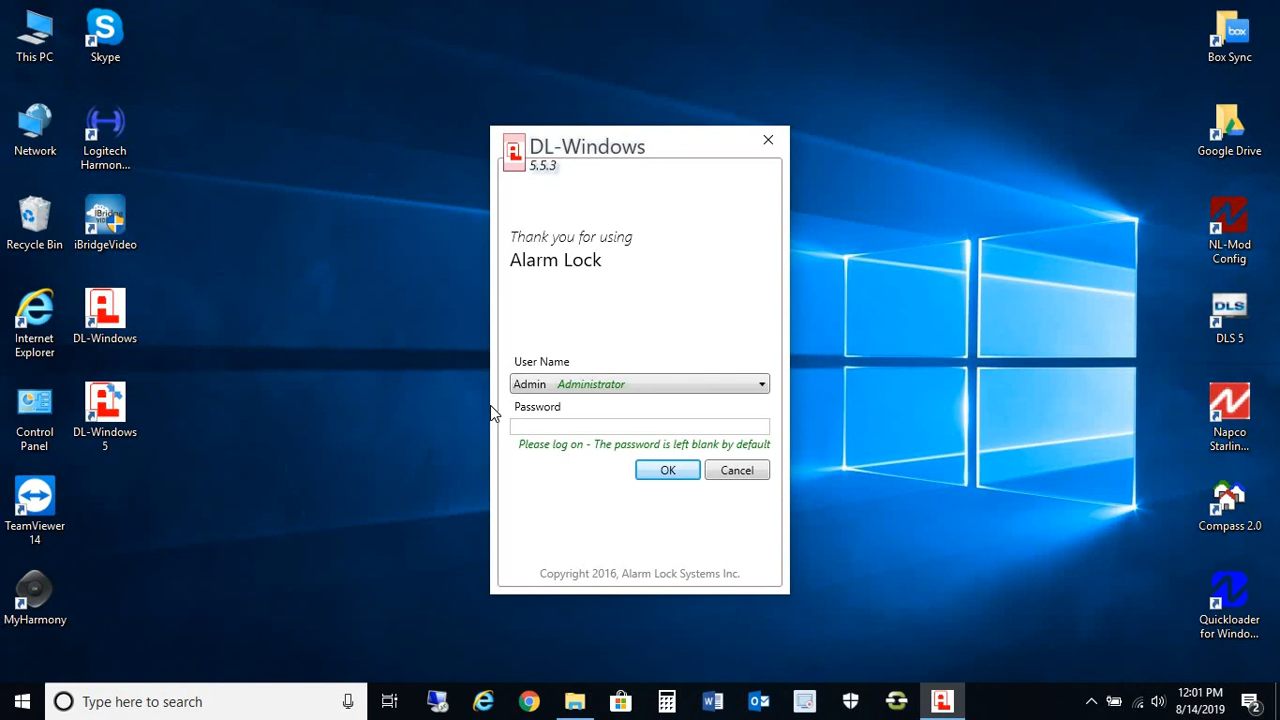 This PC
Skype
Network
Logitech
Harmon...
Recycle Bin
iBridgeVideo
Internet
Explorer
DL-Windows
Control
Panel
DL-Windows
5
TeamViewer
14
MyHarmony
DL-Windows
5.5.3
Thank you for using
Alarm Lock
User Name
Admin Administrator
Password
Please log on - The password is left blank by default
OK
Cancel
Copyright 2016, Alarm Lock Systems Inc.
box
Box Sync
Google Drive
NL-Mod
Config
DLS
DLS 5
Napco
Starlin...
Compass 2.0
Quickloader
for Windo...
Type here to search
12:01 PM
8/14/2019
2